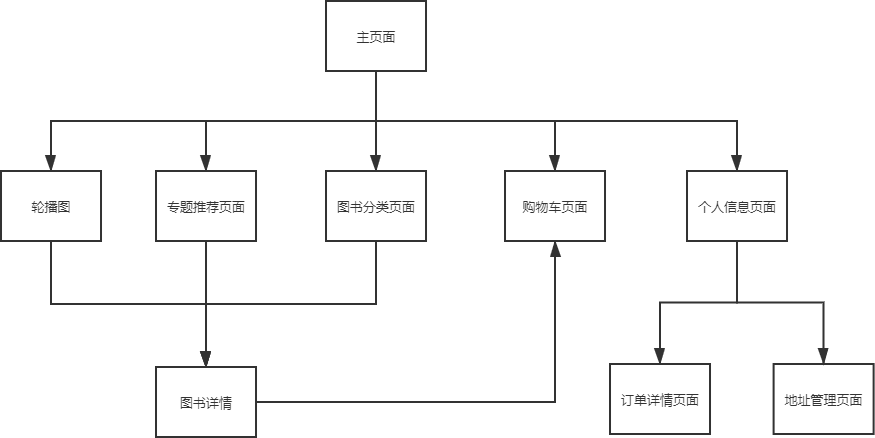 主页面
轮播图
专题推荐页面
图书分类页面
购物车页面
个人信息页面
图书详情
订单详情页面
地址管理页面